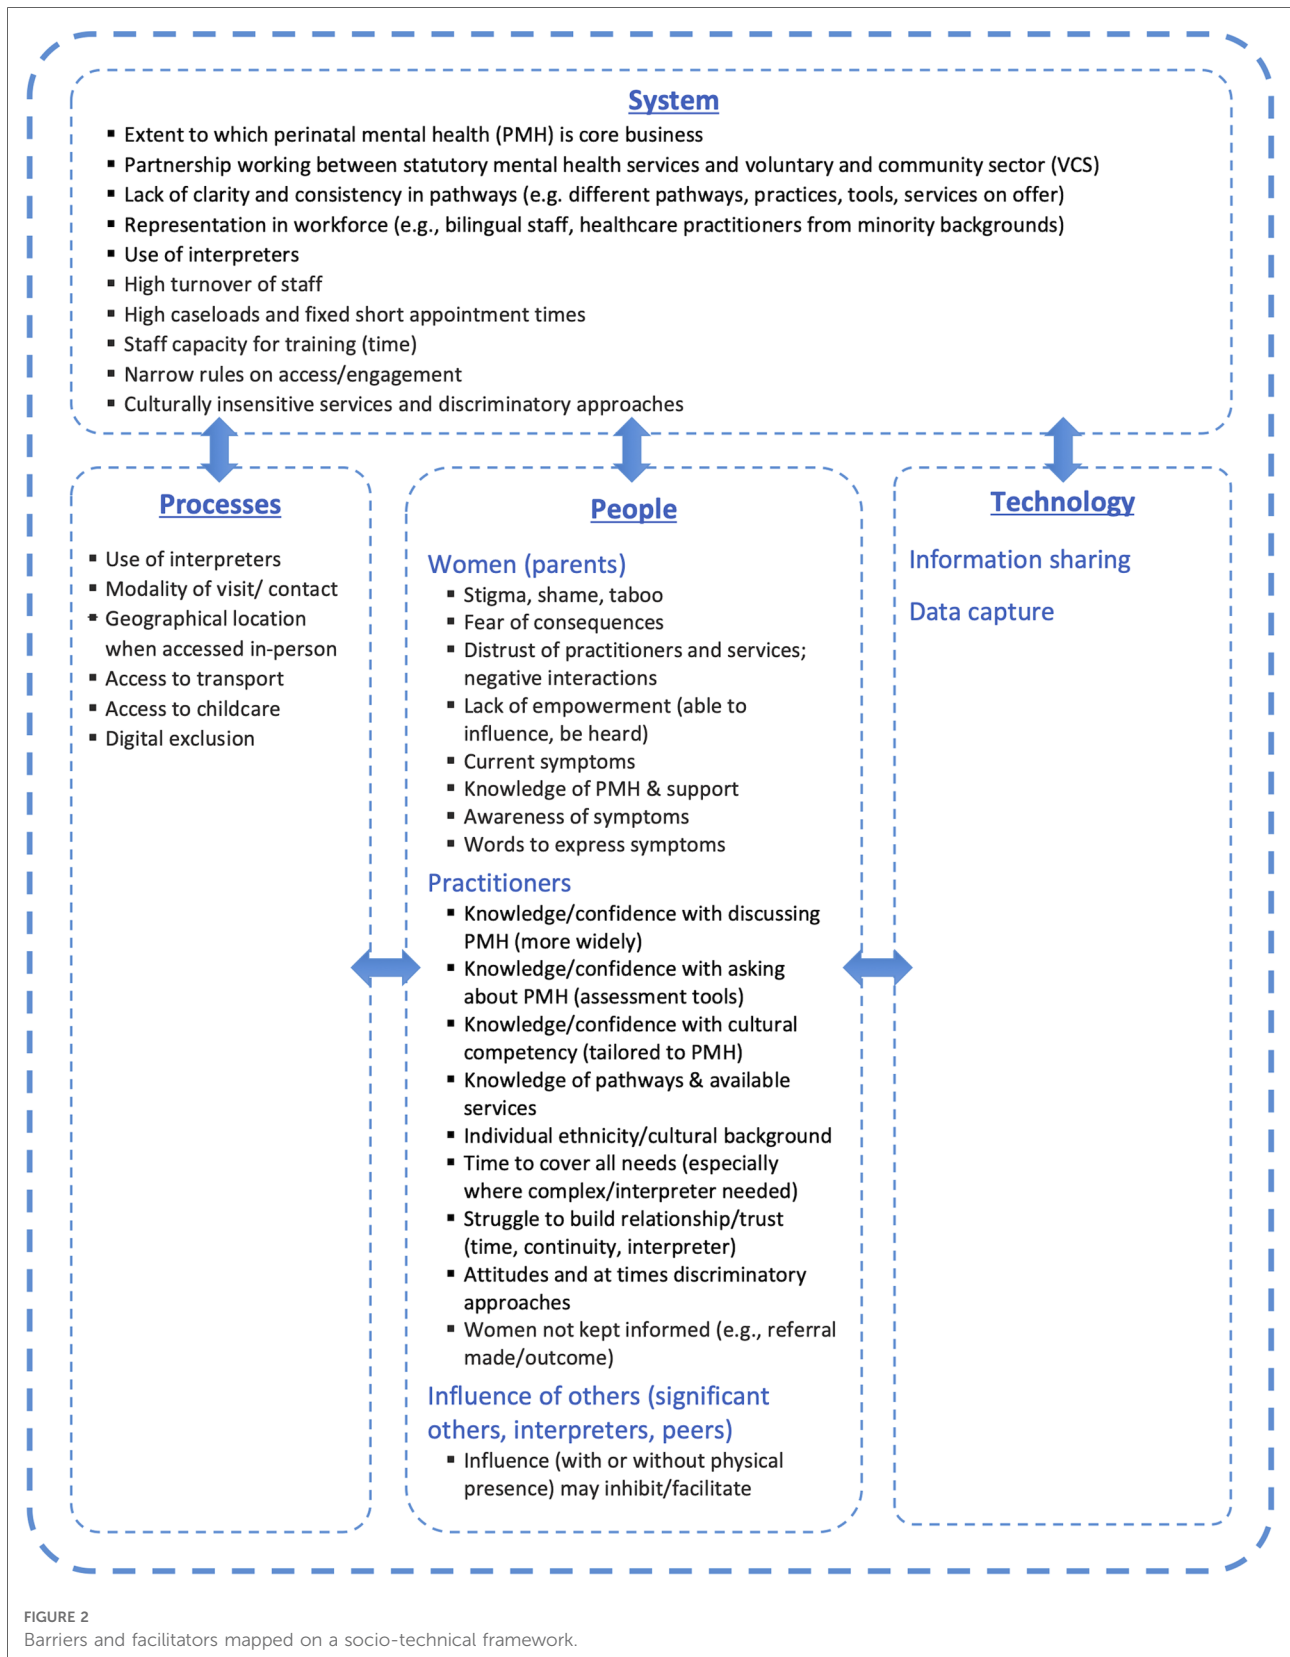 System
▪ Extent to which perinatal mental health (PMH) is core business
▪ Partnership working between statutory mental health services and voluntary and community sector (VCS)
▪ Lack of clarity and consistency in pathways (e.g. different pathways, practices, tools, services on offer)
▪ Representation in workforce (e.g., bilingual staff, healthcare practitioners from minority backgrounds)
▪ Use of interpreters
▪ High turnover of staff
▪ High caseloads and fixed short appointment times
▪ Staff capacity for training (time)
▪ Narrow rules on access/engagement
▪ Culturally insensitive services and discriminatory approaches
Processes
▪ Use of interpreters
▪ Modality of visit/ contact
▪ Geographical location
when accessed in-person
▪ Access to transport
▪ Access to childcare
▪ Digital exclusion
People
Women (parents)
▪ Stigma, shame, taboo
▪ Fear of consequences
▪ Distrust of practitioners and services;
negative interactions
▪ Lack of empowerment (able to
influence, be heard)
▪ Current symptoms
▪ Knowledge of PMH & support
▪ Awareness of symptoms
▪ Words to express symptoms
Practitioners
▪ Knowledge/confidence with discussing
PMH (more widely)
▪ Knowledge/confidence with asking
about PMH (assessment tools)
▪ Knowledge/confidence with cultural
competency (tailored to PMH)
▪ Knowledge of pathways & available
services
▪ Individual ethnicity/cultural background
▪ Time to cover all needs (especially
where complex/interpreter needed)
▪ Struggle to build relationship/trust
(time, continuity, interpreter)
▪ Attitudes and at times discriminatory
approaches
▪ Women not kept informed (e.g., referral
made/outcome)
Influence of others (significant
others, interpreters, peers)
▪ Influence (with or without physical
presence) may inhibit/facilitate
Technology
Information sharing
Data capture
FIGURE 2
Barriers and facilitators mapped on a socio-technical framework.